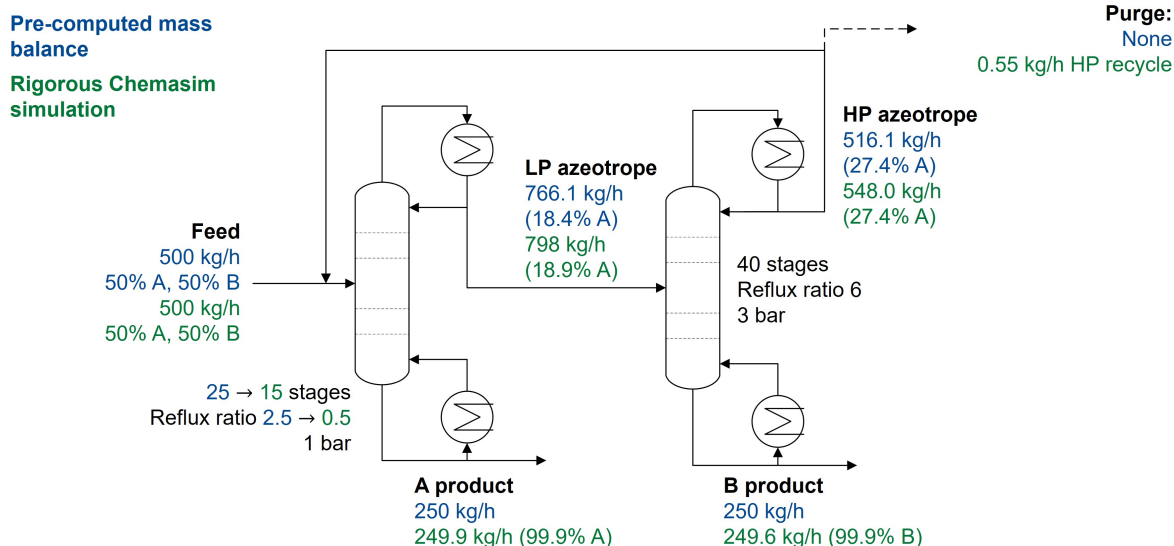 Pre-computed mass
balance
Rigorous Chemasim
simulation
Purge:
None
0.55 kg/h HP recycle
HP azeotrope
516.1 kg/h
(27.4% A)
548.0 kg/h
(27.4% A)
LP azeotrope
766.1 kg/h
(18.4% A)
798 kg/h
(18.9% A)
Feed
500 kg/h
50% A, 50% B
500 kg/h
50% A, 50% B
40 stages
Reflux ratio 6
3 bar
25 → 15 stages
Reflux ratio 2.5 → 0.5
1 bar
A product
250 kg/h
249.9 kg/h (99.9% A)
B product
250 kg/h
249.6 kg/h (99.9% B)